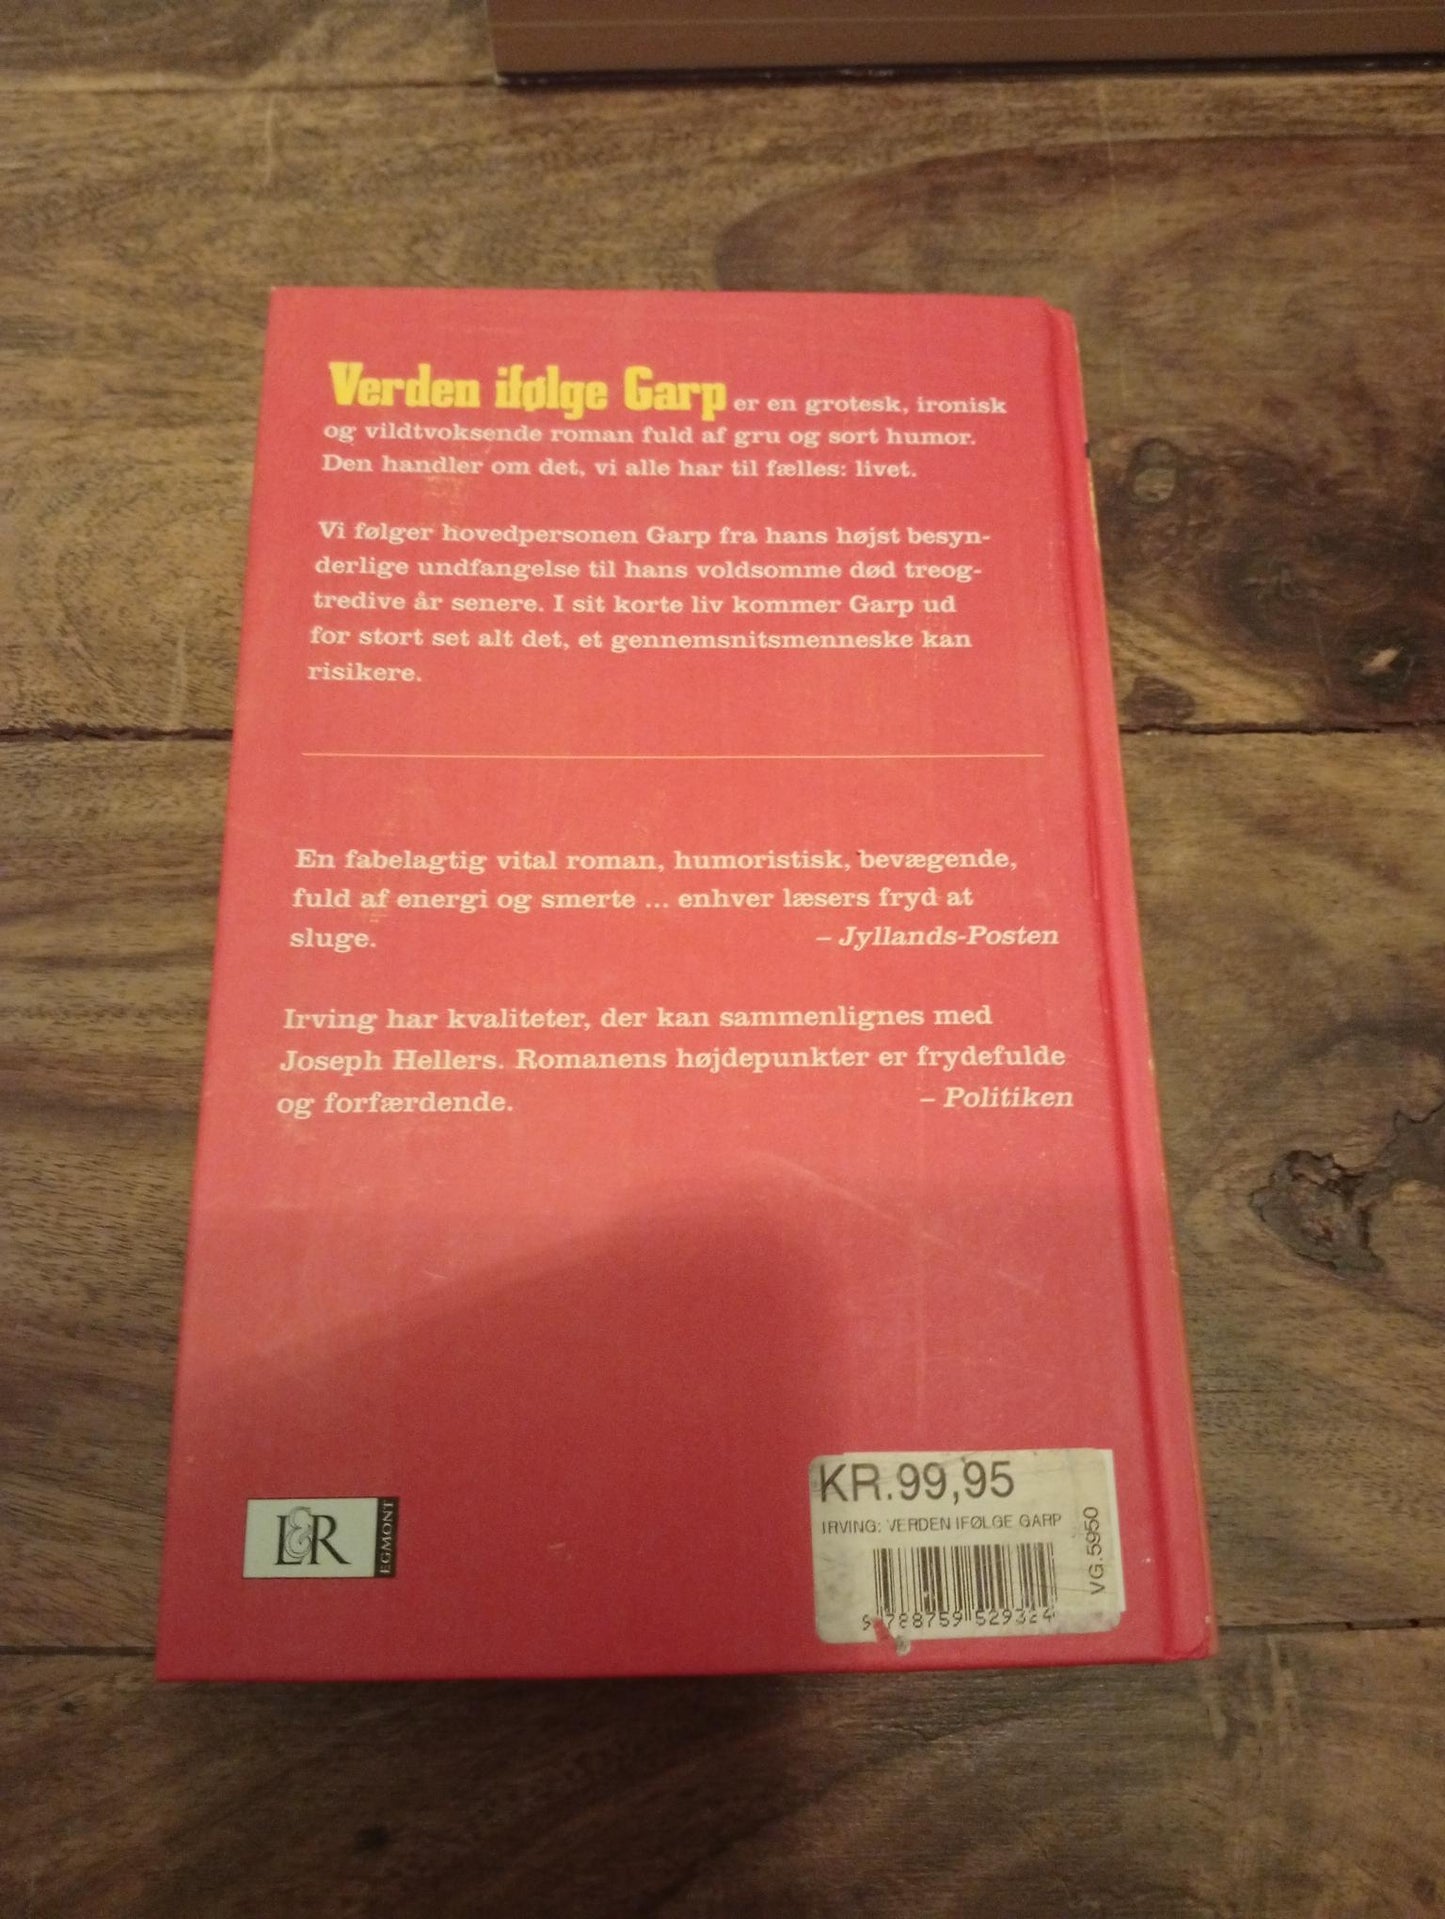 Verden ifølge Garp er en grotesk, ironisk
og vildtvoksende roman fuld af gru og sort humor.
Den handler om det, vi alle har til fælles: livet.
Vi følger hovedpersonen Garp fra hans højst besyn-
derlige undfangelse til hans voldsomme død treog-
tredive år senere. I sit korte liv kommer Garp ud
for stort set alt det, et gennemsnitsmenneske kan
risikere.
En fabelagtig vital roman, humoristisk, bevægende,
fuld af energi og smerte ... enhver læsers fryd at
sluge. – Jyllands-Posten
Irving har kvaliteter, der kan sammenlignes med
Joseph Hellers. Romanens højdepunkter er frydefulde
og forfærdende. – Politiken
L&R
EGMONT
KR.99,95
IRVING: VERDEN IFØLGE GARP
VG.5950
9 788759 529324